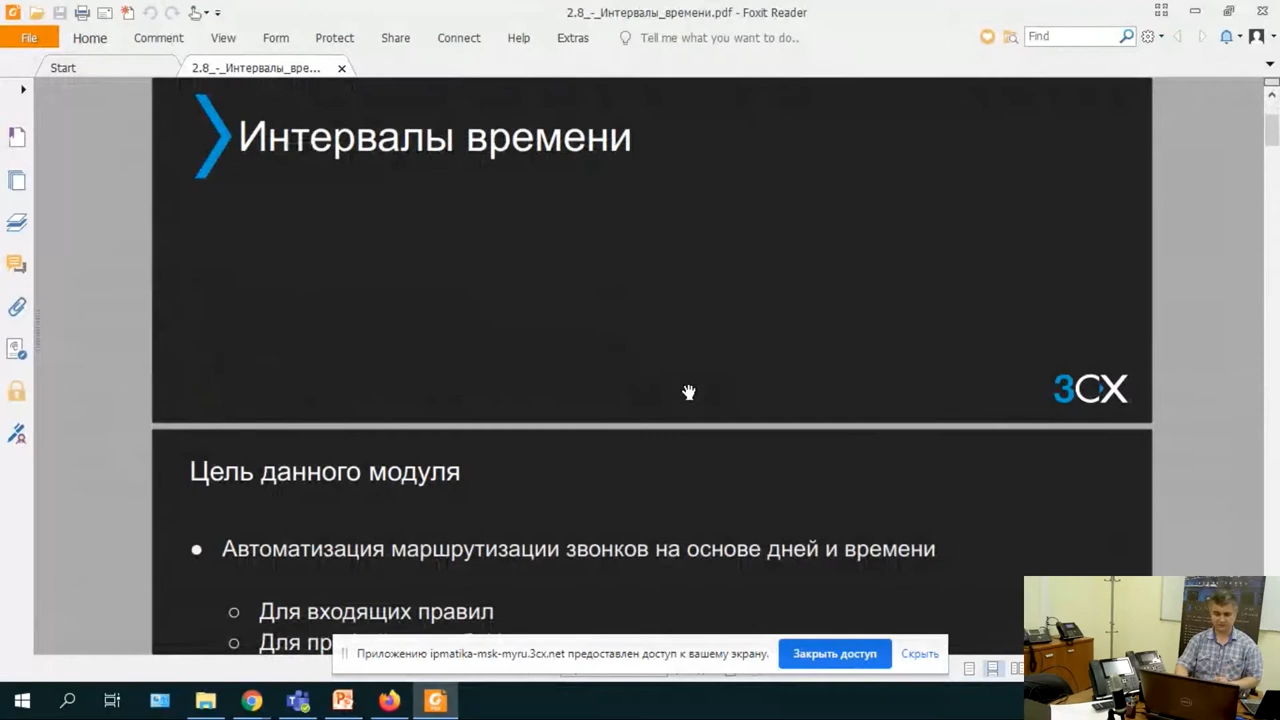 2.8_-_Интервалы_времени.pdf - Foxit Reader
File Home Comment View Form Protect Share Connect Help Extras Tell me what you want to do.. Find
Start 2.8_-_Интервалы_вре...
Интервалы времени
3CX
Цель данного модуля
● Автоматизация маршрутизации звонков на основе дней и времени
○ Для входящих правил
○ Для
Приложению ipmatika-msk-myru.3cx.net предоставлен доступ к вашему экрану. Закрыть доступ Скрыть